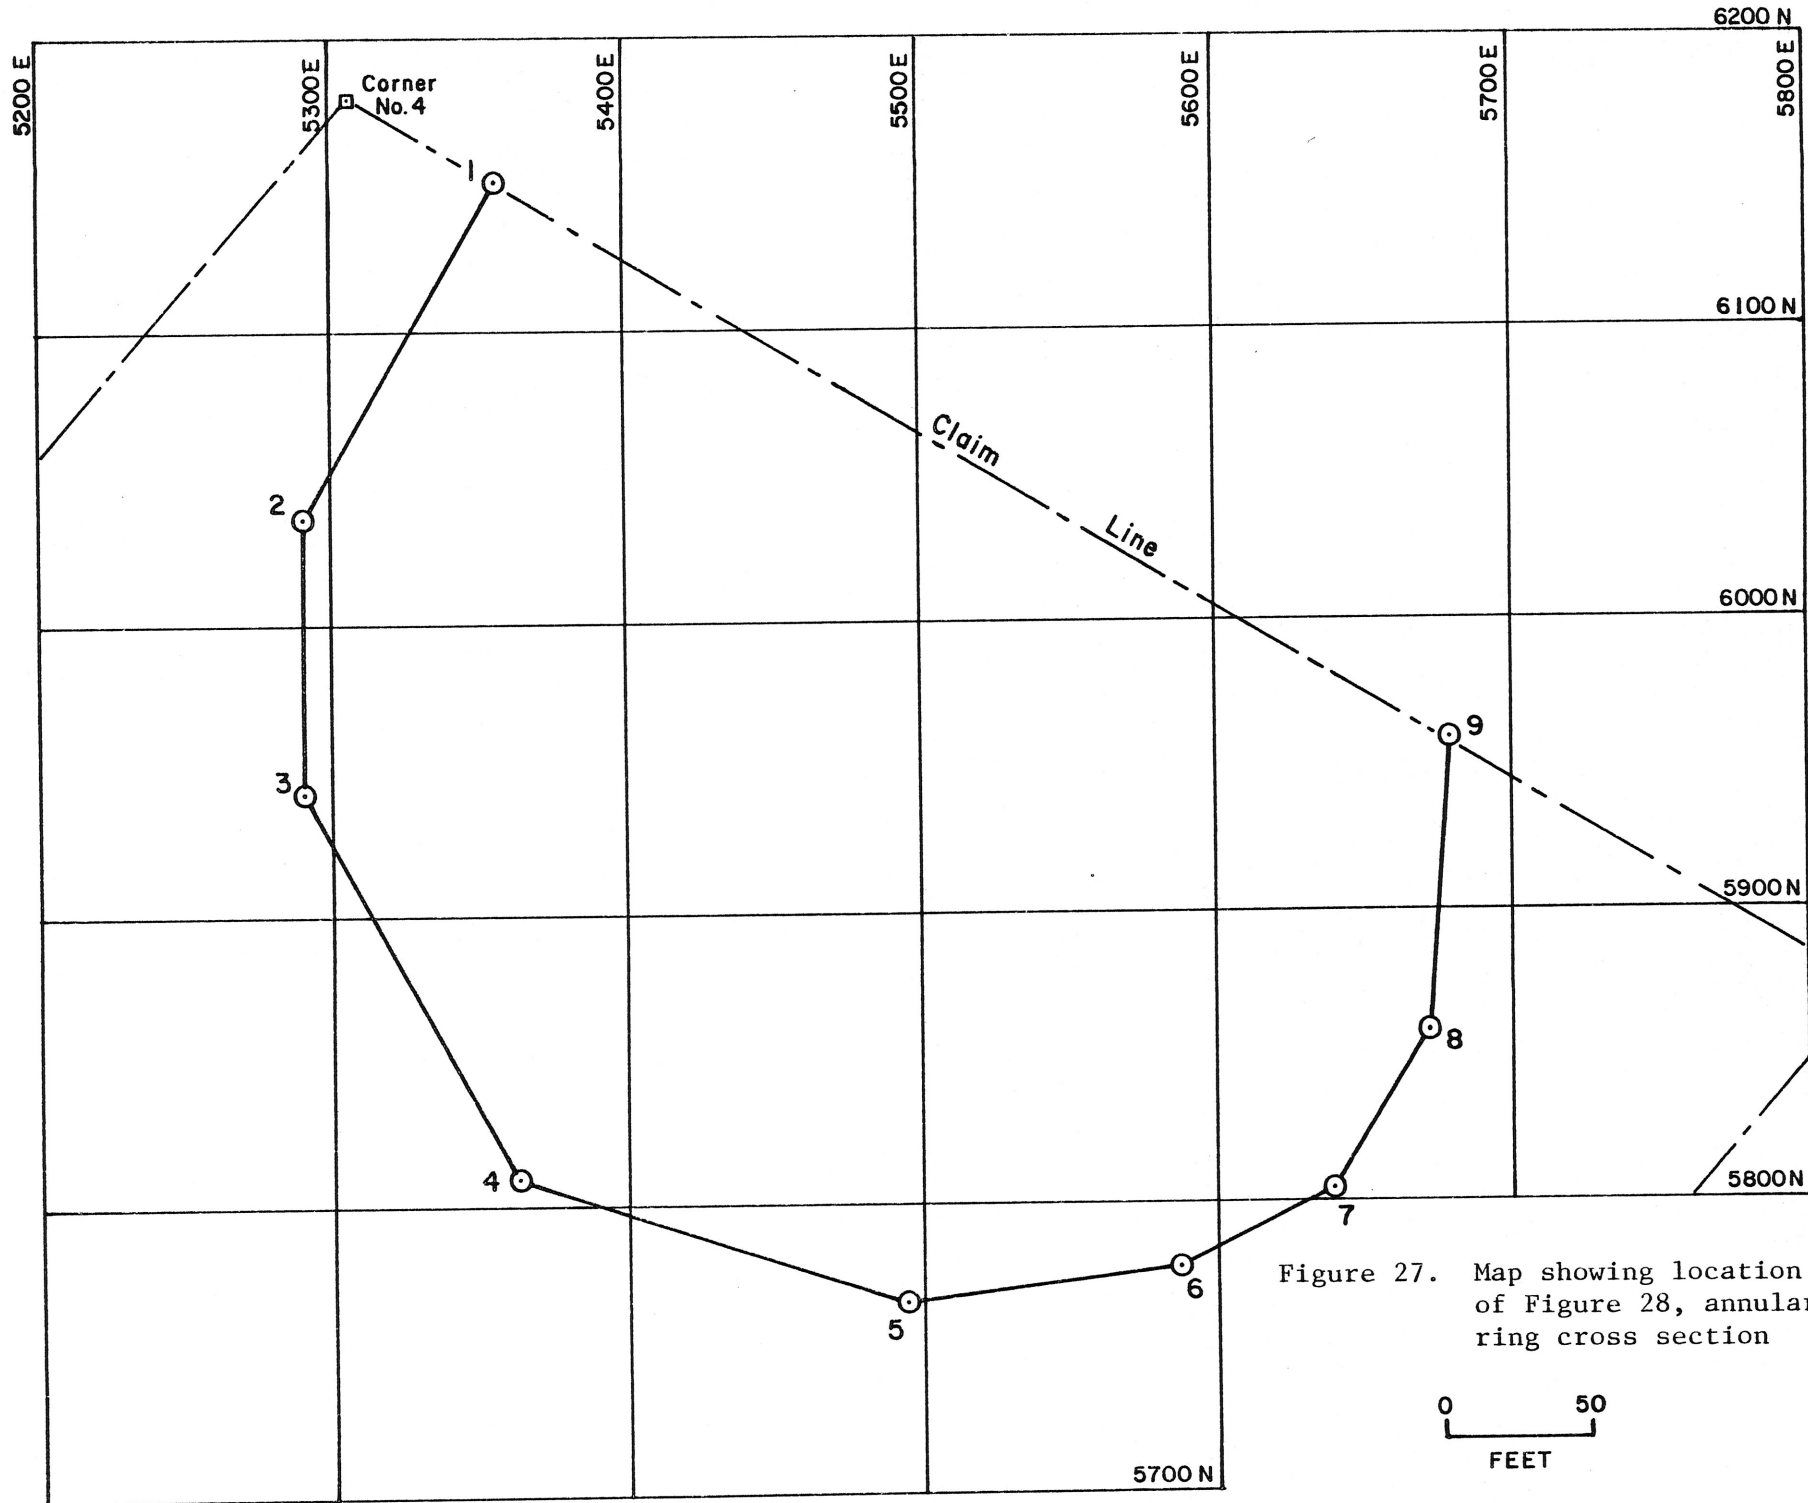 6200 N
5200 E
5300 E
5400 E
5500 E
5600 E
5700 E
5800 E
Corner
No. 4
1
6100 N
Claim
Line
2
6000 N
9
3
5900 N
8
4
5800 N
7
6
5
Figure 27. Map showing location
of Figure 28, annular
ring cross section
0 50
FEET
5700 N